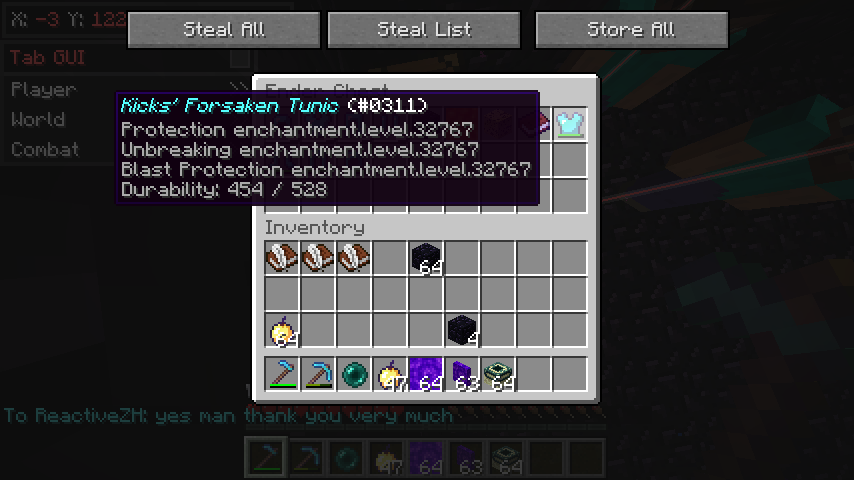 X: -3 Y: 122
Steal All
Steal List
Store All
Tab GUI
Player >>
World
Combat
Ender Chest
Kicks' Forsaken Tunic (#0311)
Protection enchantment.level.32767
Unbreaking enchantment.level.32767
Blast Protection enchantment.level.32767
Durability: 454 / 528
Inventory
64
64
4
47 64 63 64
To ReactiveZH: yes man thank you very much
47 64 63 64